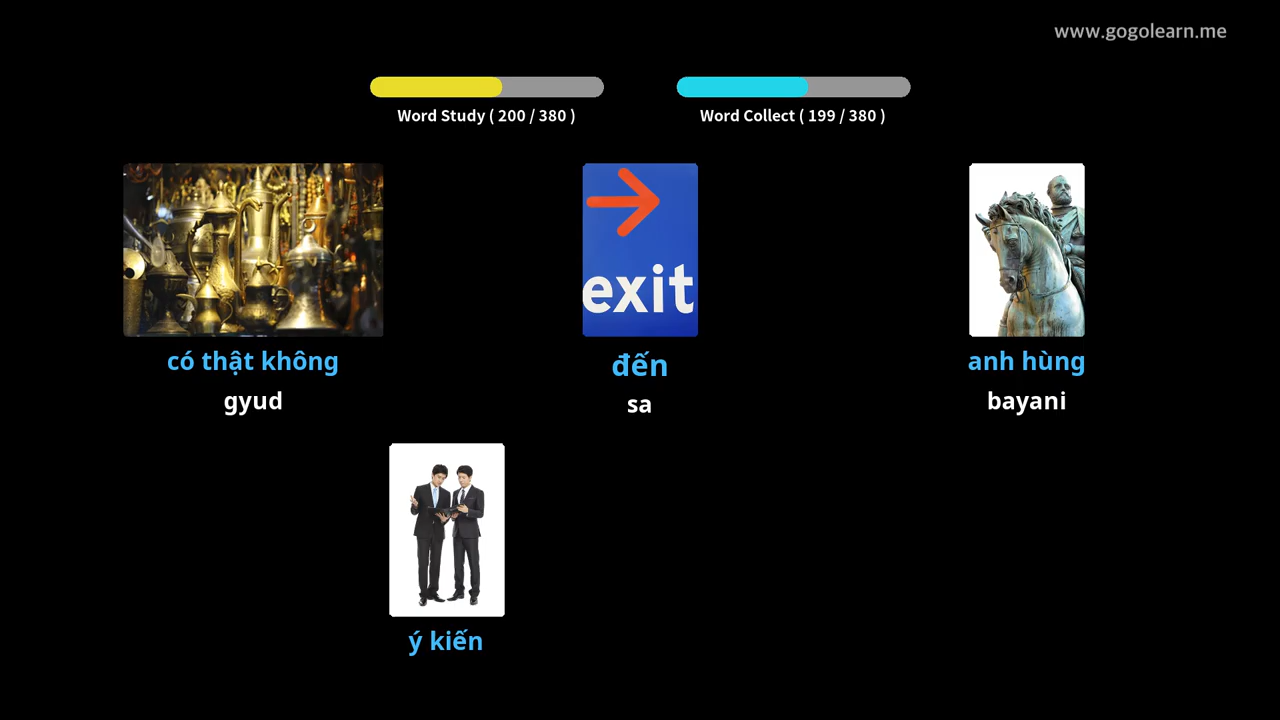 www.gogolearn.me
Word Study ( 200 / 380 )
Word Collect ( 199 / 380 )
exit
có thật không
đến
anh hùng
gyud
sa
bayani
ý kiến